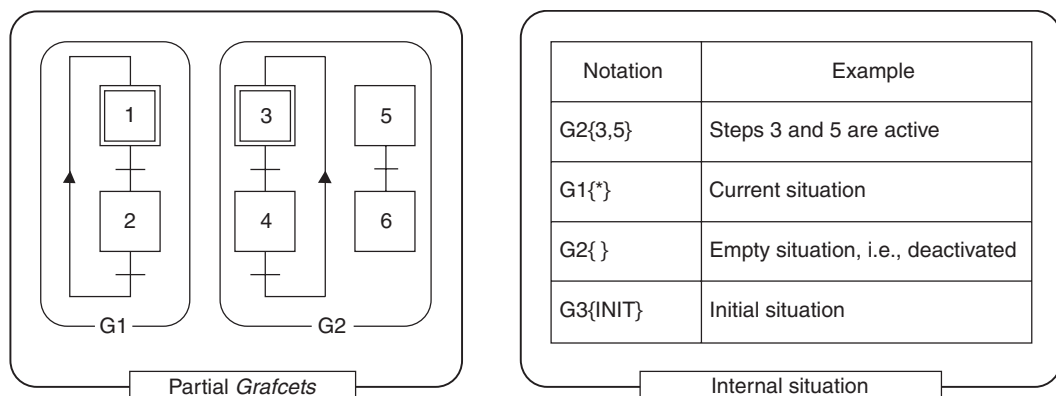 1
3
5
2
4
6
G1
G2
Partial Grafcets
Notation
Example
G2{3,5}
Steps 3 and 5 are active
G1{*}
Current situation
G2{ }
Empty situation, i.e., deactivated
G3{INIT}
Initial situation
Internal situation